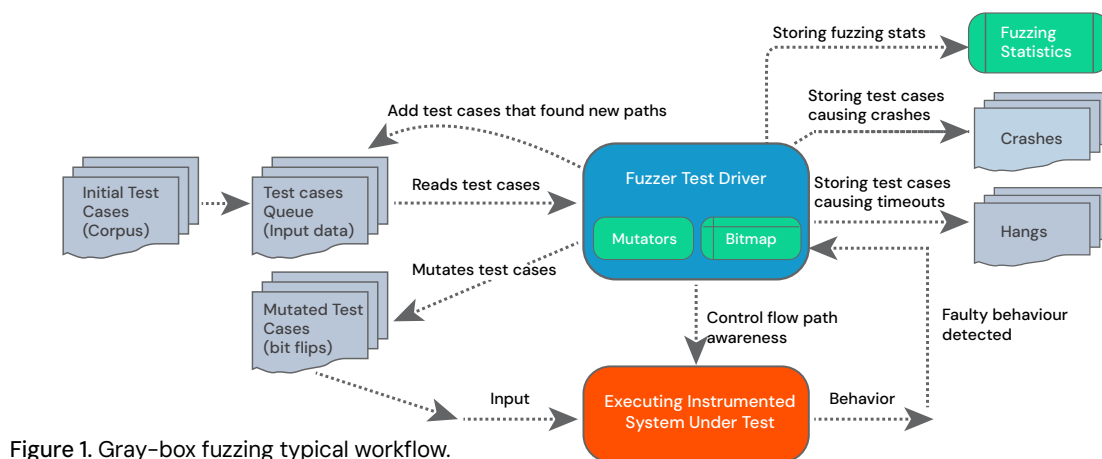 Storing fuzzing stats
Fuzzing
Statistics
Add test cases that found new paths
Storing test cases
causing crashes
Crashes
Initial Test
Cases
(Corpus)
Test cases
Queue
(Input data)
Reads test cases
Fuzzer Test Driver
Mutators
Bitmap
Storing test cases
causing timeouts
Hangs
Mutates test cases
Mutated Test
Cases
(bit flips)
Control flow path
awareness
Faulty behaviour
detected
Input
Executing Instrumented
System Under Test
Behavior
Figure 1. Gray-box fuzzing typical workflow.